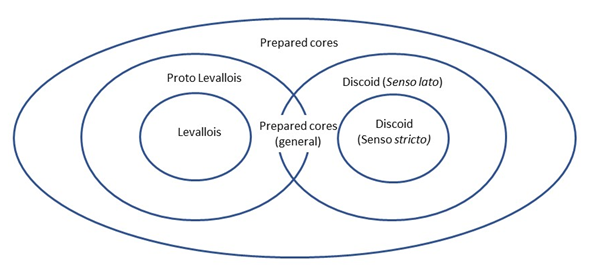 Prepared cores
Proto Levallois
Discoid (Senso lato)
Levallois
Prepared cores
(general)
Discoid
(Senso stricto)